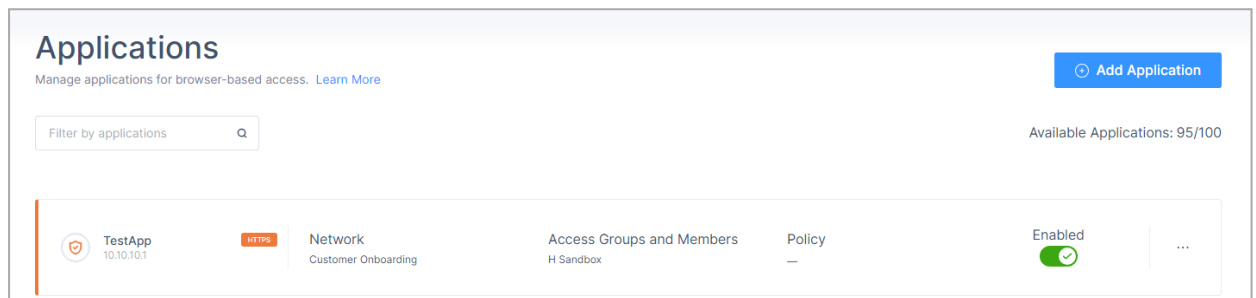 Applications
Manage applications for browser-based access. Learn More
Add Application
Filter by applications
Available Applications: 95/100
TestApp
10.10.10.1
HTTPS
Network
Customer Onboarding
Access Groups and Members
H Sandbox
Policy
—
Enabled
...